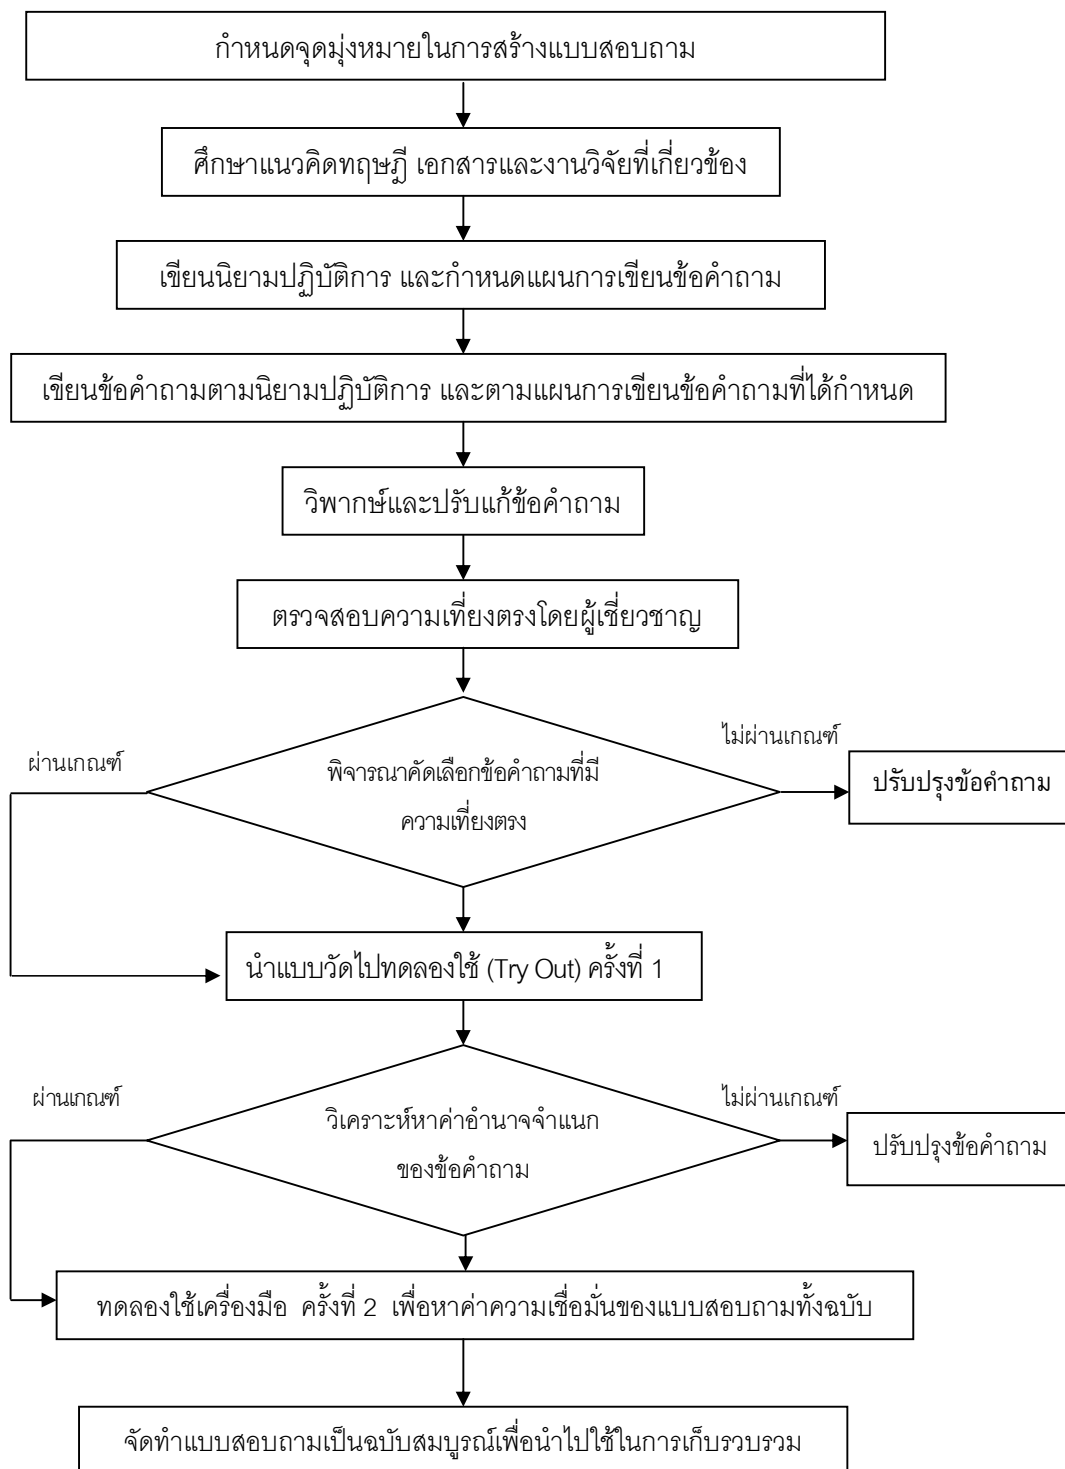 กำหนดจุดมุ่งหมายในการสร้างแบบสอบถาม
ศึกษาแนวคิดทฤษฎี เอกสารและงานวิจัยที่เกี่ยวข้อง
เขียนนิยามปฏิบัติการ และกำหนดแผนการเขียนข้อคำถาม
เขียนข้อคำถามตามนิยามปฏิบัติการ และตามแผนการเขียนข้อคำถามที่ได้กำหนด
วิพากษ์และปรับแก้ข้อคำถาม
ตรวจสอบความเที่ยงตรงโดยผู้เชี่ยวชาญ
ผ่านเกณฑ์
พิจารณาคัดเลือกข้อคำถามที่มี
ความเที่ยงตรง
ไม่ผ่านเกณฑ์
ปรับปรุงข้อคำถาม
นำแบบวัดไปทดลองใช้ (Try Out) ครั้งที่ 1
ผ่านเกณฑ์
วิเคราะห์หาค่าอำนาจจำแนก
ของข้อคำถาม
ไม่ผ่านเกณฑ์
ปรับปรุงข้อคำถาม
ทดลองใช้เครื่องมือ ครั้งที่ 2 เพื่อหาค่าความเชื่อมั่นของแบบสอบถามทั้งฉบับ
จัดทำแบบสอบถามเป็นฉบับสมบูรณ์เพื่อนำไปใช้ในการเก็บรวบรวม